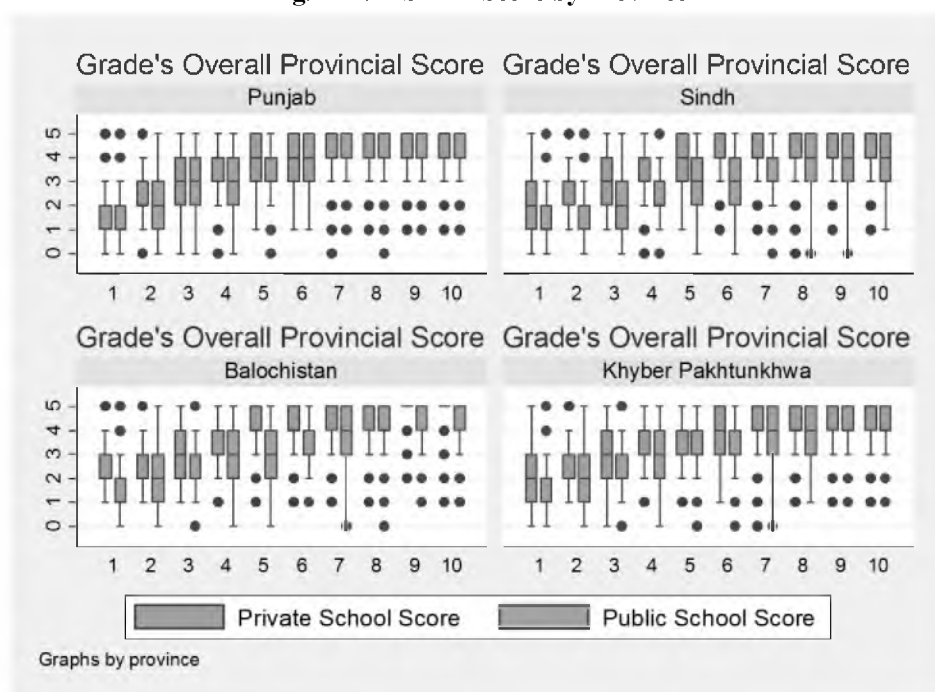 Grade's Overall Provincial Score Grade's Overall Provincial Score
Punjab Sindh
5
4
3
2
1
0
1 2 3 4 5 6 7 8 9 10 1 2 3 4 5 6 7 8 9 10
Grade's Overall Provincial Score Grade's Overall Provincial Score
Balochistan Khyber Pakhtunkhwa
5
4
3
2
1
0
1 2 3 4 5 6 7 8 9 10 1 2 3 4 5 6 7 8 9 10
Private School Score Public School Score
Graphs by province